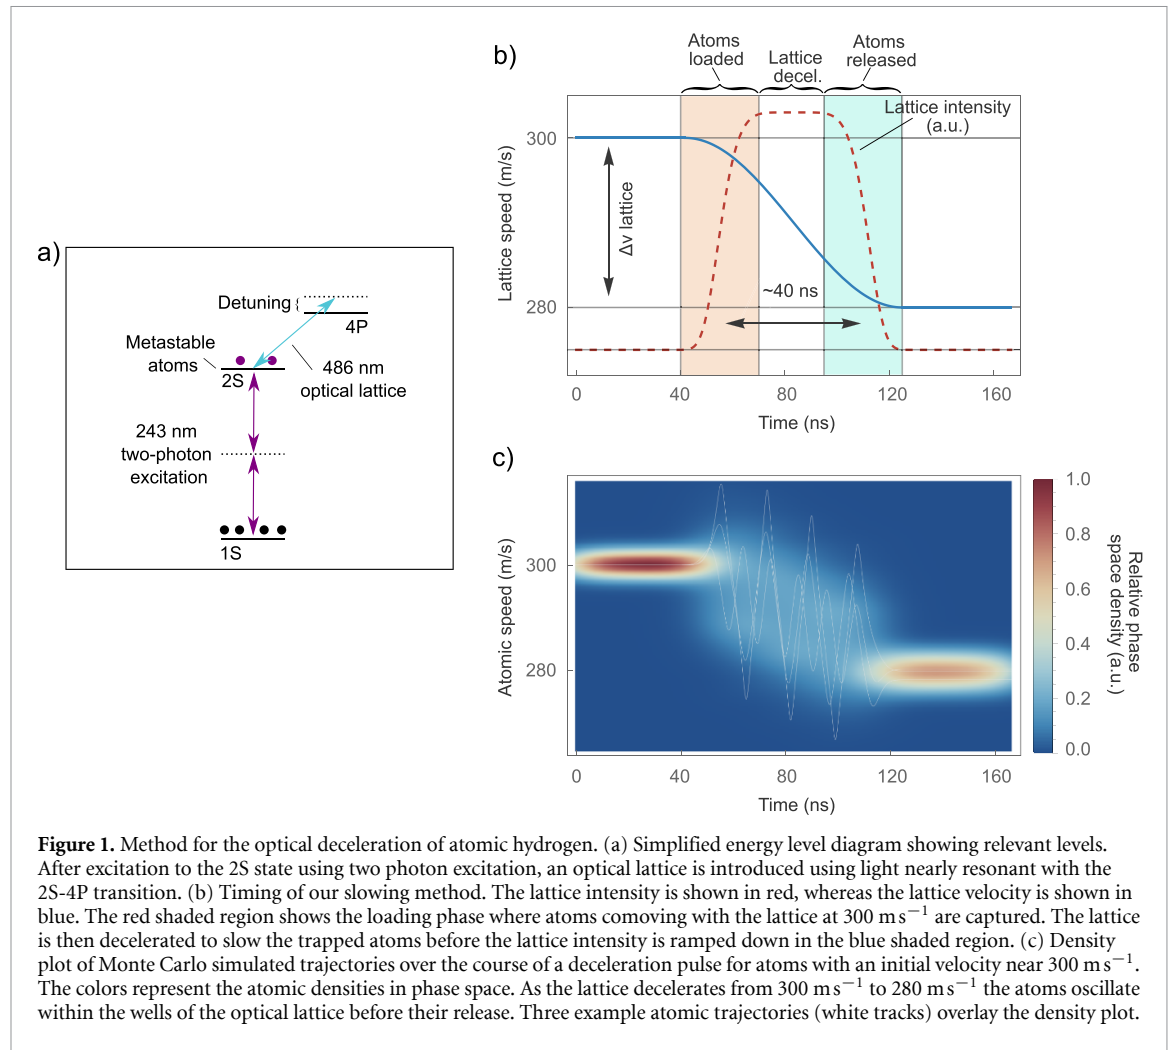 a)
Detuning {
4P
Metastable
atoms
2S
486 nm
optical lattice
243 nm
two-photon
excitation
1S
b)
Atoms
loaded
Lattice
decel.
Atoms
released
Lattice intensity
(a.u.)
Lattice speed (m/s)
300
280
Δv lattice
~40 ns
0
40
80
120
160
Time (ns)
c)
Atomic speed (m/s)
300
280
0
40
80
120
160
Time (ns)
1.0
0.8
0.6
0.4
0.2
0.0
Relative phase
space density (a.u.)
Figure 1. Method for the optical deceleration of atomic hydrogen. (a) Simplified energy level diagram showing relevant levels.
After excitation to the 2S state using two photon excitation, an optical lattice is introduced using light nearly resonant with the
2S-4P transition. (b) Timing of our slowing method. The lattice intensity is shown in red, whereas the lattice velocity is shown in
blue. The red shaded region shows the loading phase where atoms comoving with the lattice at 300 m s⁻¹ are captured. The lattice
is then decelerated to slow the trapped atoms before the lattice intensity is ramped down in the blue shaded region. (c) Density
plot of Monte Carlo simulated trajectories over the course of a deceleration pulse for atoms with an initial velocity near 300 m s⁻¹.
The colors represent the atomic densities in phase space. As the lattice decelerates from 300 m s⁻¹ to 280 m s⁻¹ the atoms oscillate
within the wells of the optical lattice before their release. Three example atomic trajectories (white tracks) overlay the density plot.